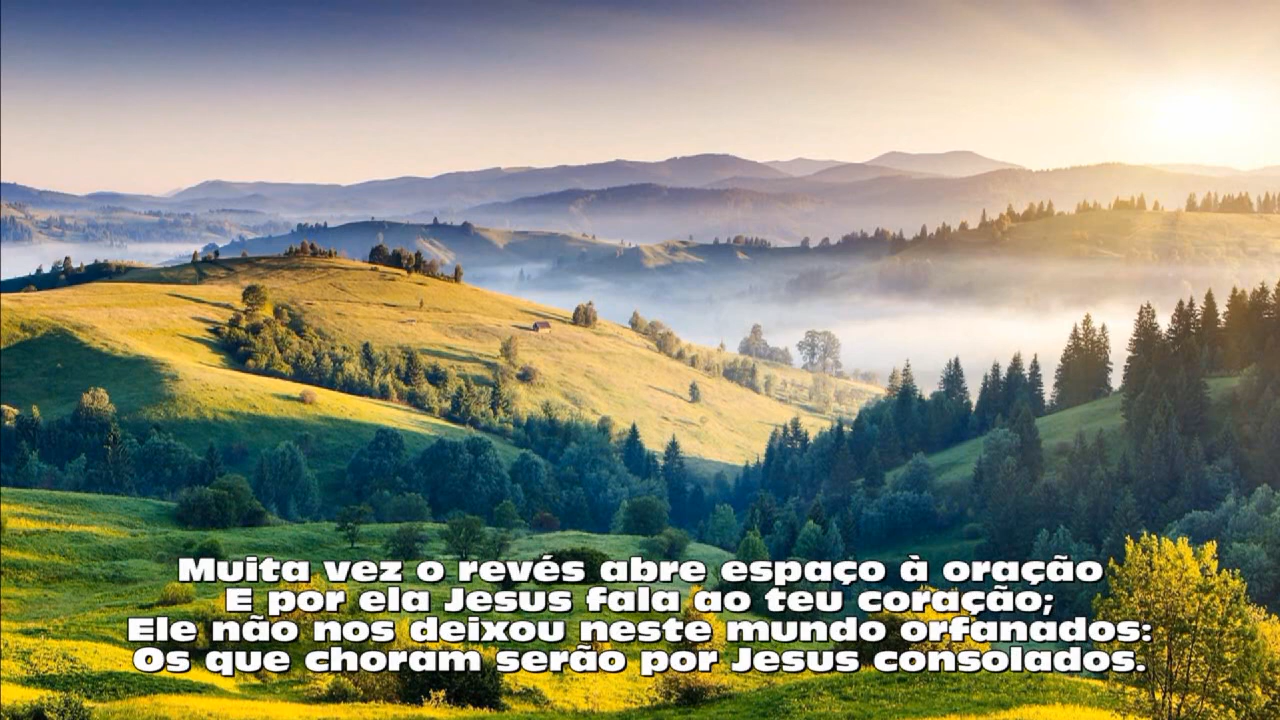 Muita vez o revés abre espaço à oração
E por ela Jesus fala ao teu coração;
Ele não nos deixou neste mundo orfanados:
Os que choram serão por Jesus consolados.